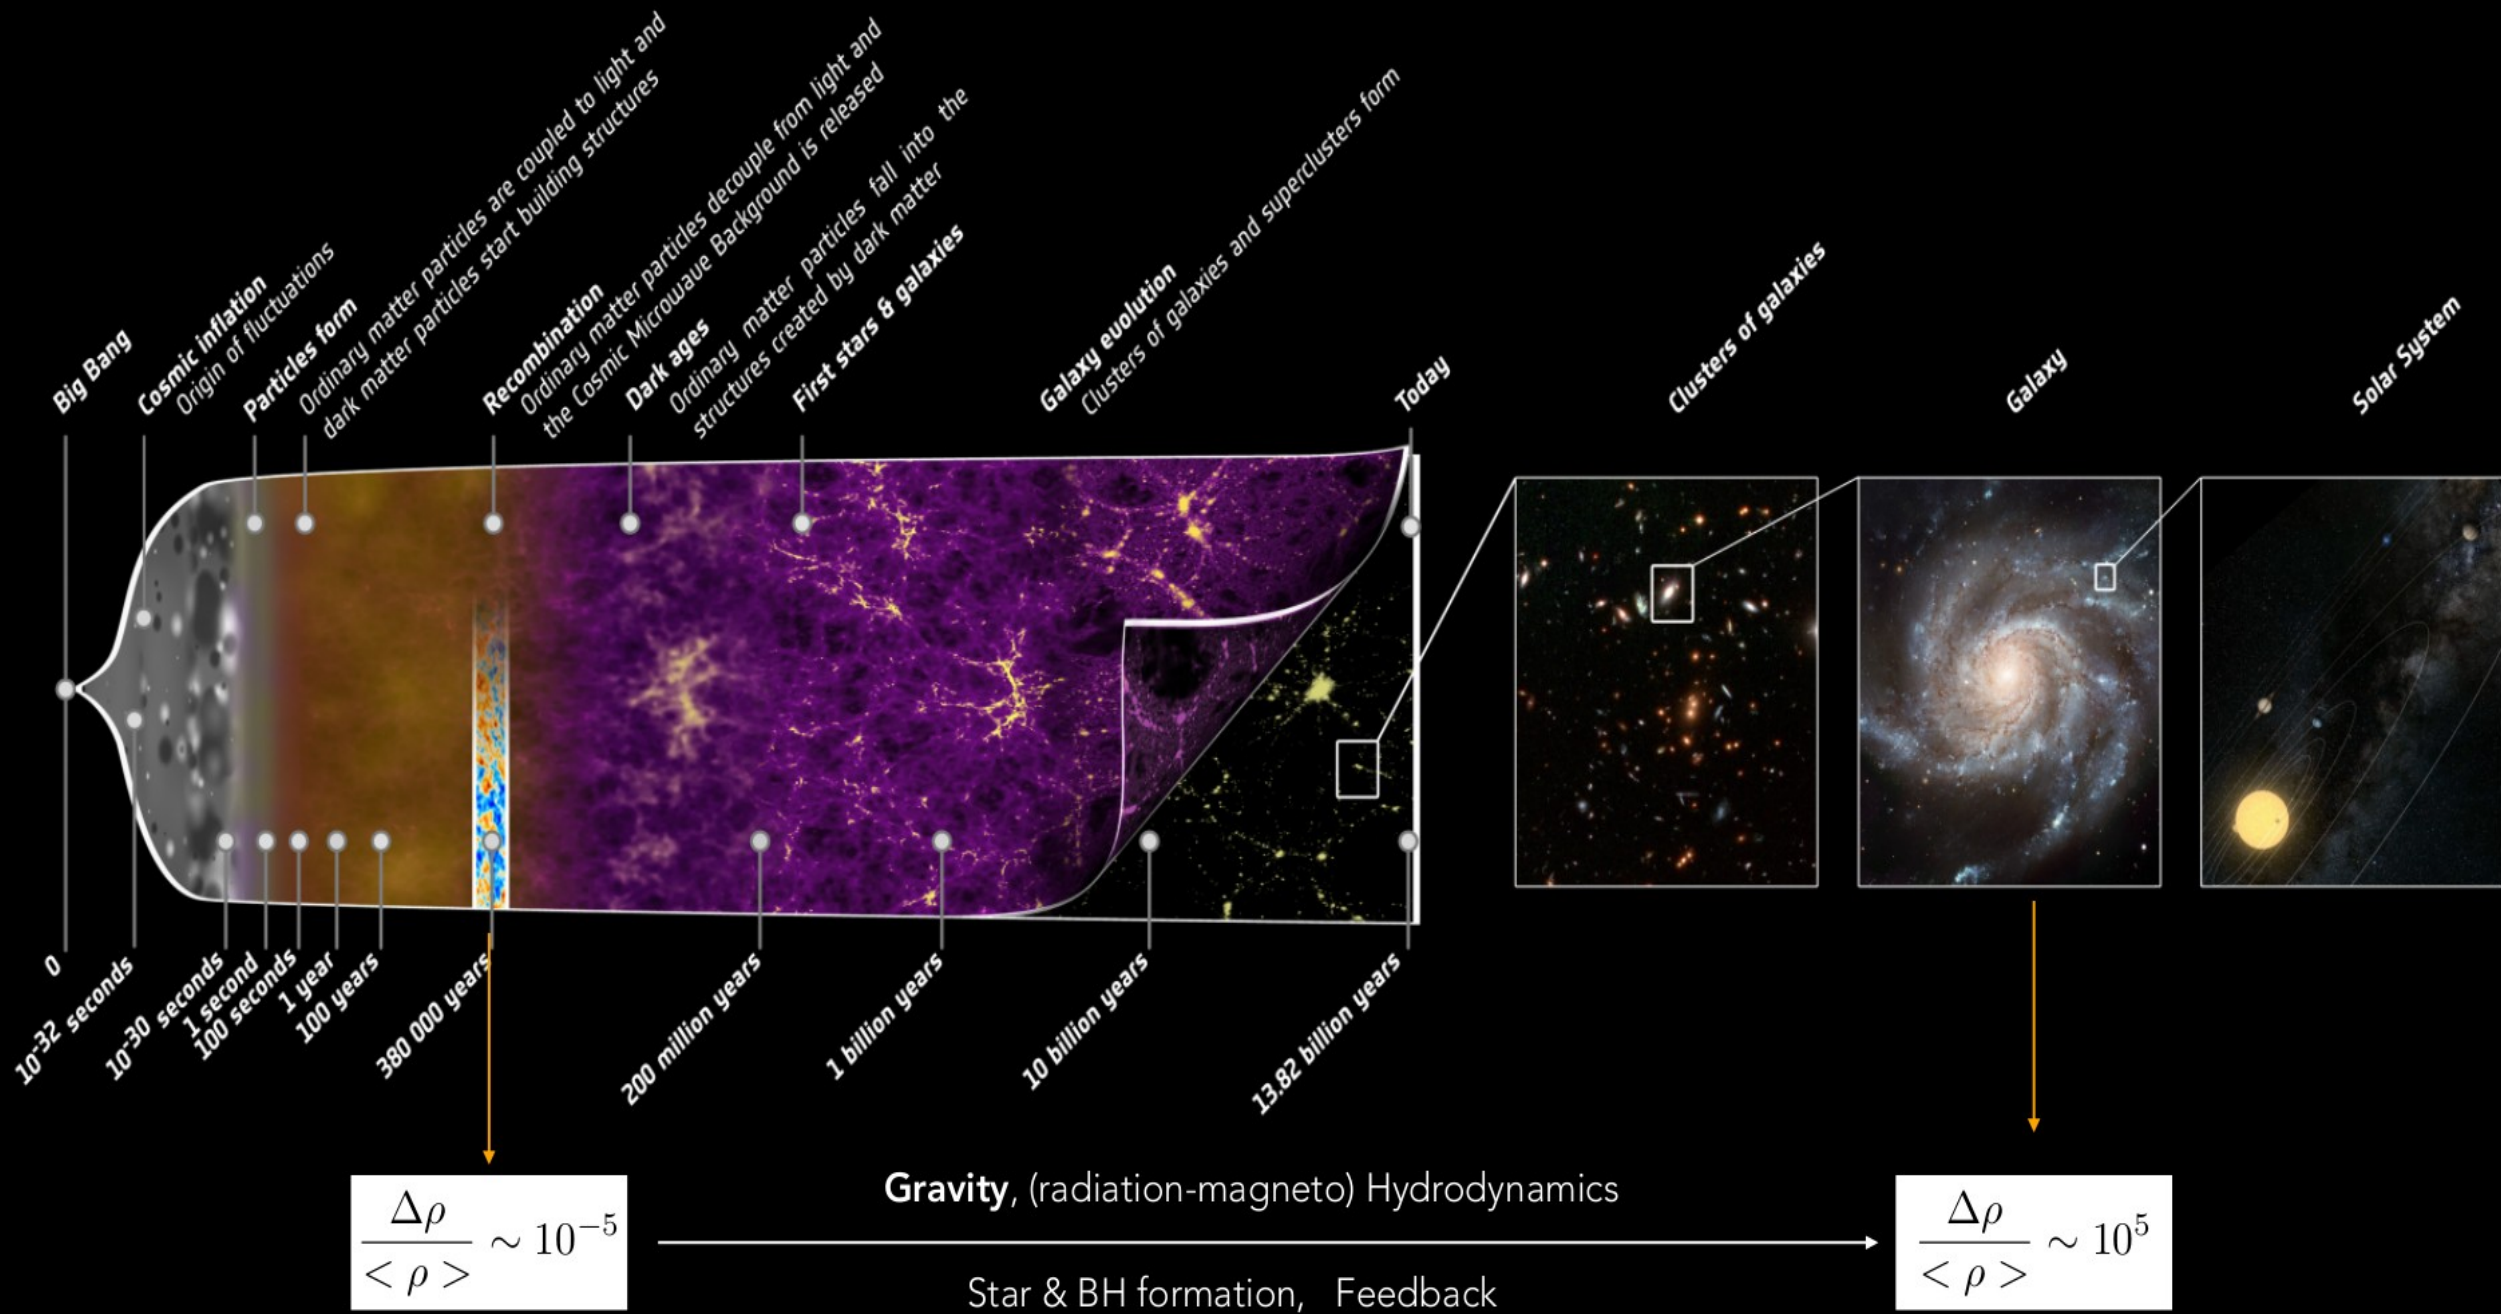 Big Bang
Cosmic inflation
Origin of fluctuations
Particles form
Ordinary matter particles are coupled to light and
dark matter particles start building structures
Recombination
Ordinary matter particles decouple from light and
the Cosmic Microwave Background is released
Dark ages
Ordinary matter particles fall into the
structures created by dark matter
First stars & galaxies
Galaxy evolution
Clusters of galaxies and superclusters form
Today
Clusters of galaxies
Galaxy
Solar System
0
10-32 seconds
10-30 seconds
1 second
100 seconds
1 year
100 years
380 000 years
200 million years
1 billion years
10 billion years
13.82 billion years
Δρ / < ρ > ∼ 10⁻⁵
Gravity, (radiation-magneto) Hydrodynamics
Star & BH formation, Feedback
Δρ / < ρ > ∼ 10⁵